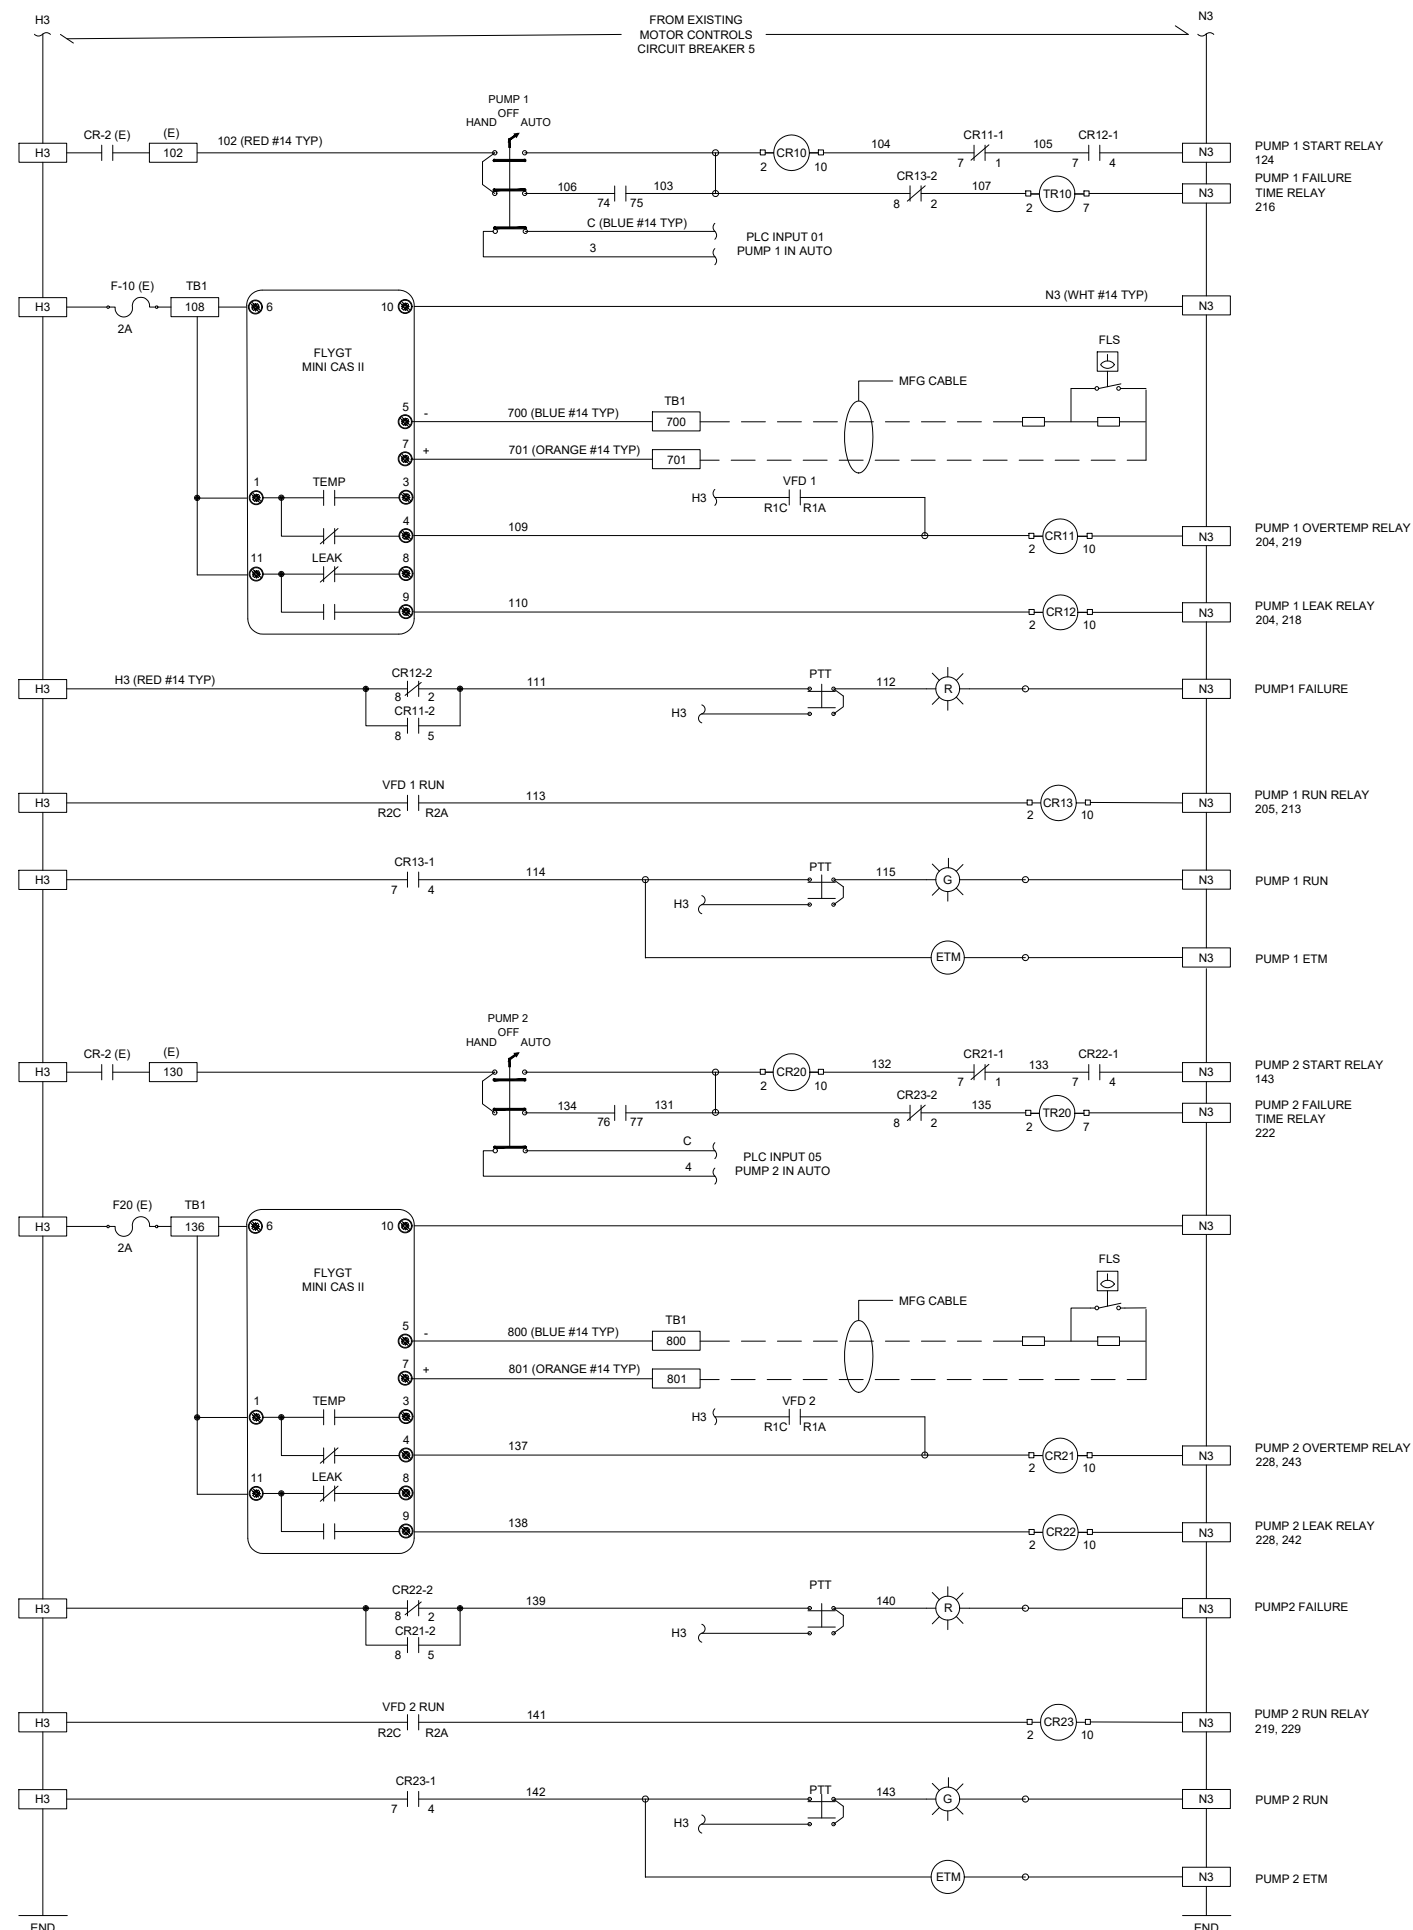 H3
FROM EXISTING
MOTOR CONTROLS
CIRCUIT BREAKER 5
N3
PUMP 1
OFF
HAND AUTO
H3
CR-2 (E)
(E)
102
102 (RED #14 TYP)
CR10
2 10
104
CR11-1
7 1
105
CR12-1
7 4
N3
PUMP 1 START RELAY
124
106
74 75
103
CR13-2
8 2
107
TR10
2 7
N3
PUMP 1 FAILURE
TIME RELAY
216
C (BLUE #14 TYP)
3
PLC INPUT 01
PUMP 1 IN AUTO
H3
F-10 (E)
2A
TB1
108
6
10
N3 (WHT #14 TYP)
N3
FLYGT
MINI CAS II
FLS
MFG CABLE
5
-
700 (BLUE #14 TYP)
TB1
700
7
+
701 (ORANGE #14 TYP)
701
1
TEMP
3
H3
VFD 1
R1C R1A
4
109
CR11
2 10
N3
PUMP 1 OVERTEMP RELAY
204, 219
11
LEAK
8
9
110
CR12
2 10
N3
PUMP 1 LEAK RELAY
204, 218
H3
H3 (RED #14 TYP)
CR12-2
8 2
CR11-2
8 5
111
PTT
H3
112
R
N3
PUMP1 FAILURE
H3
VFD 1 RUN
R2C R2A
113
CR13
2 10
N3
PUMP 1 RUN RELAY
205, 213
H3
CR13-1
7 4
114
PTT
H3
115
G
N3
PUMP 1 RUN
ETM
N3
PUMP 1 ETM
PUMP 2
OFF
HAND AUTO
H3
CR-2 (E)
(E)
130
CR20
2 10
132
CR21-1
7 1
133
CR22-1
7 4
N3
PUMP 2 START RELAY
143
134
76 77
131
CR23-2
8 2
135
TR20
2 7
N3
PUMP 2 FAILURE
TIME RELAY
222
C
4
PLC INPUT 05
PUMP 2 IN AUTO
H3
F20 (E)
2A
TB1
136
6
10
N3
FLYGT
MINI CAS II
FLS
MFG CABLE
5
-
800 (BLUE #14 TYP)
TB1
800
7
+
801 (ORANGE #14 TYP)
801
1
TEMP
3
H3
VFD 2
R1C R1A
4
137
CR21
2 10
N3
PUMP 2 OVERTEMP RELAY
228, 243
11
LEAK
8
9
138
CR22
2 10
N3
PUMP 2 LEAK RELAY
228, 242
H3
CR22-2
8 2
CR21-2
8 5
139
PTT
H3
140
R
N3
PUMP2 FAILURE
H3
VFD 2 RUN
R2C R2A
141
CR23
2 10
N3
PUMP 2 RUN RELAY
219, 229
H3
CR23-1
7 4
142
PTT
H3
143
G
N3
PUMP 2 RUN
ETM
N3
PUMP 2 ETM
END
END